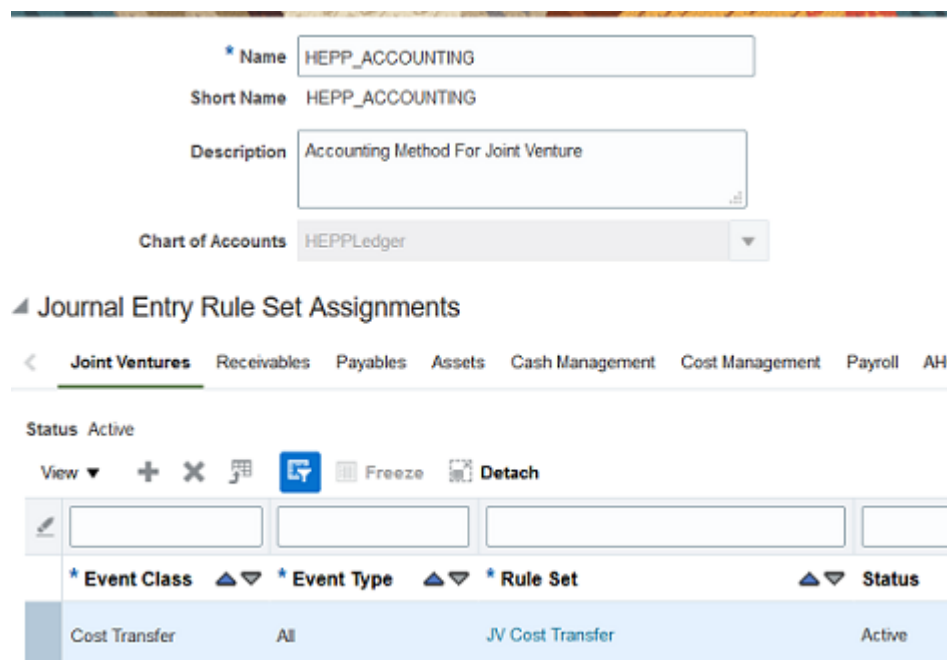 * Name HEPP_ACCOUNTING
Short Name HEPP_ACCOUNTING
Description Accounting Method For Joint Venture
Chart of Accounts HEPPLedger
Journal Entry Rule Set Assignments
Joint Ventures Receivables Payables Assets Cash Management Cost Management Payroll AH
Status Active
View Freeze Detach
* Event Class * Event Type * Rule Set Status
Cost Transfer All JV Cost Transfer Active